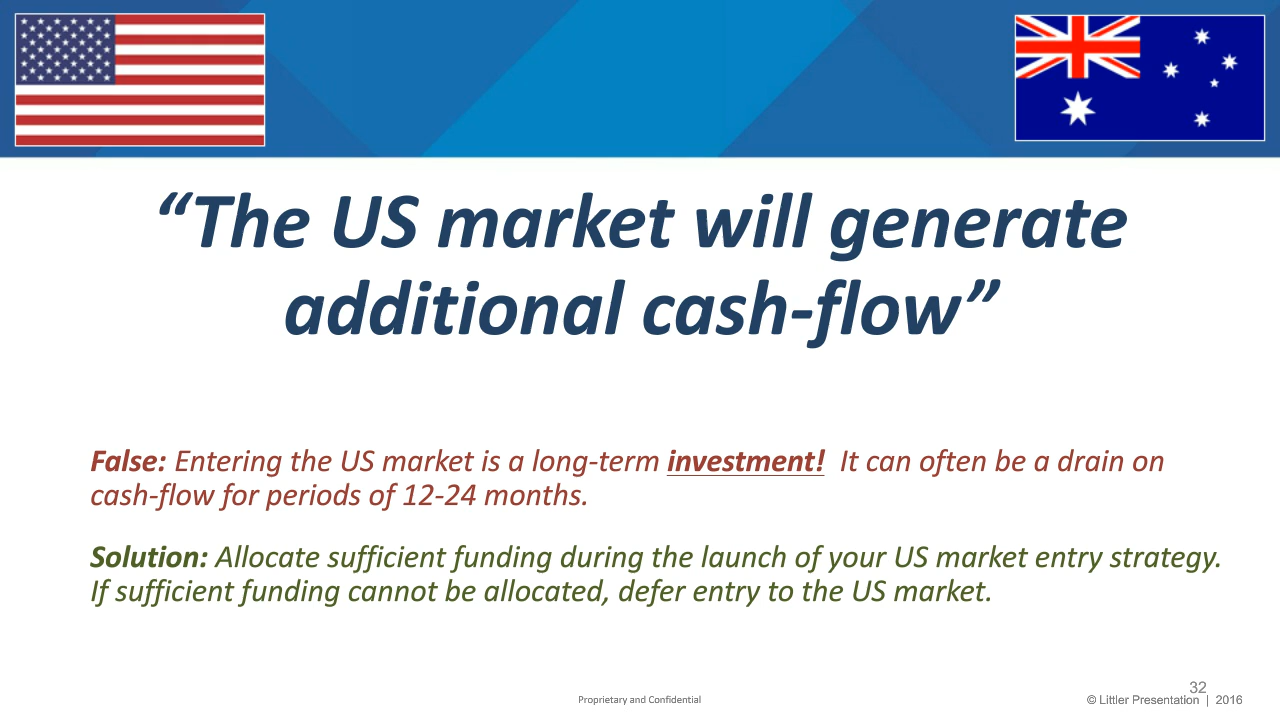 “The US market will generate
additional cash-flow”
False: Entering the US market is a long-term investment! It can often be a drain on
cash-flow for periods of 12-24 months.
Solution: Allocate sufficient funding during the launch of your US market entry strategy.
If sufficient funding cannot be allocated, defer entry to the US market.
32
Proprietary and Confidential
© Littler Presentation | 2016